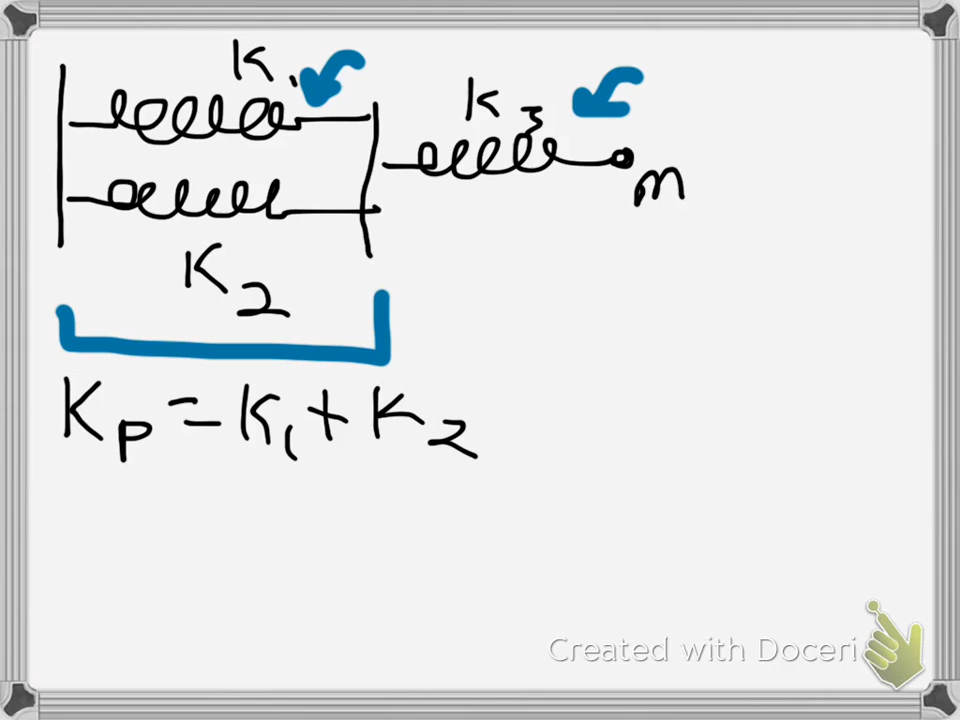 K1
K3
m
K2
Kp = K1 + K2
Created with Doceri